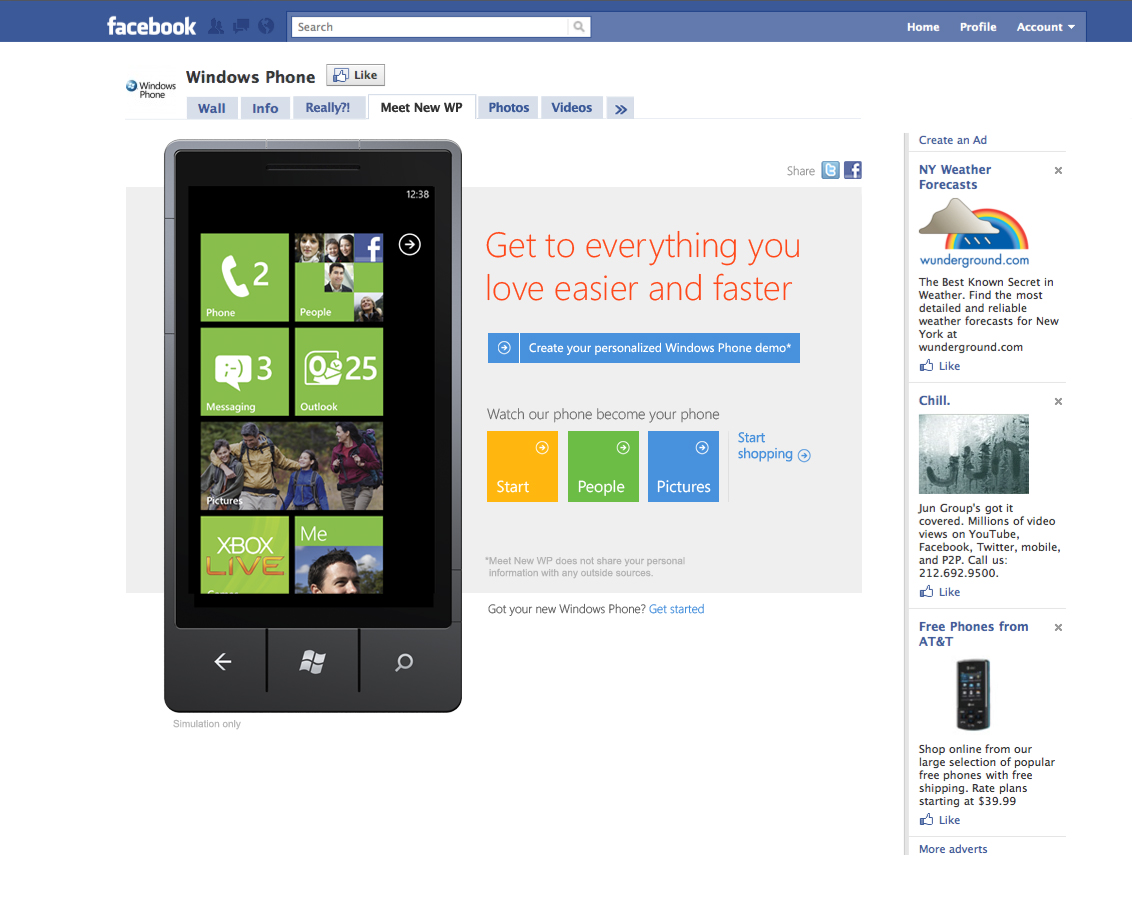 facebook
Search
Home
Profile
Account
Windows
Phone
Windows Phone
Like
Wall
Info
Really?!
Meet New WP
Photos
Videos
»
Share
12:38
2
Phone
People
3
Messaging
25
Outlook
Pictures
XBOX
LIVE
Me
Simulation only
Get to everything you
love easier and faster
Create your personalized Windows Phone demo*
Watch our phone become your phone
Start
People
Pictures
Start
shopping
*Meet New WP does not share your personal
information with any outside sources.
Got your new Windows Phone? Get started
Create an Ad
NY Weather
Forecasts
wunderground.com
The Best Known Secret in
Weather. Find the most
detailed and reliable
weather forecasts for New
York at
wunderground.com
Like
Chill.
Jun
Jun Group's got it
covered. Millions of video
views on YouTube,
Facebook, Twitter, mobile,
and P2P. Call us:
212.692.9500.
Like
Free Phones from
AT&T
Shop online from our
large selection of popular
free phones with free
shipping. Rate plans
starting at $39.99
Like
More adverts